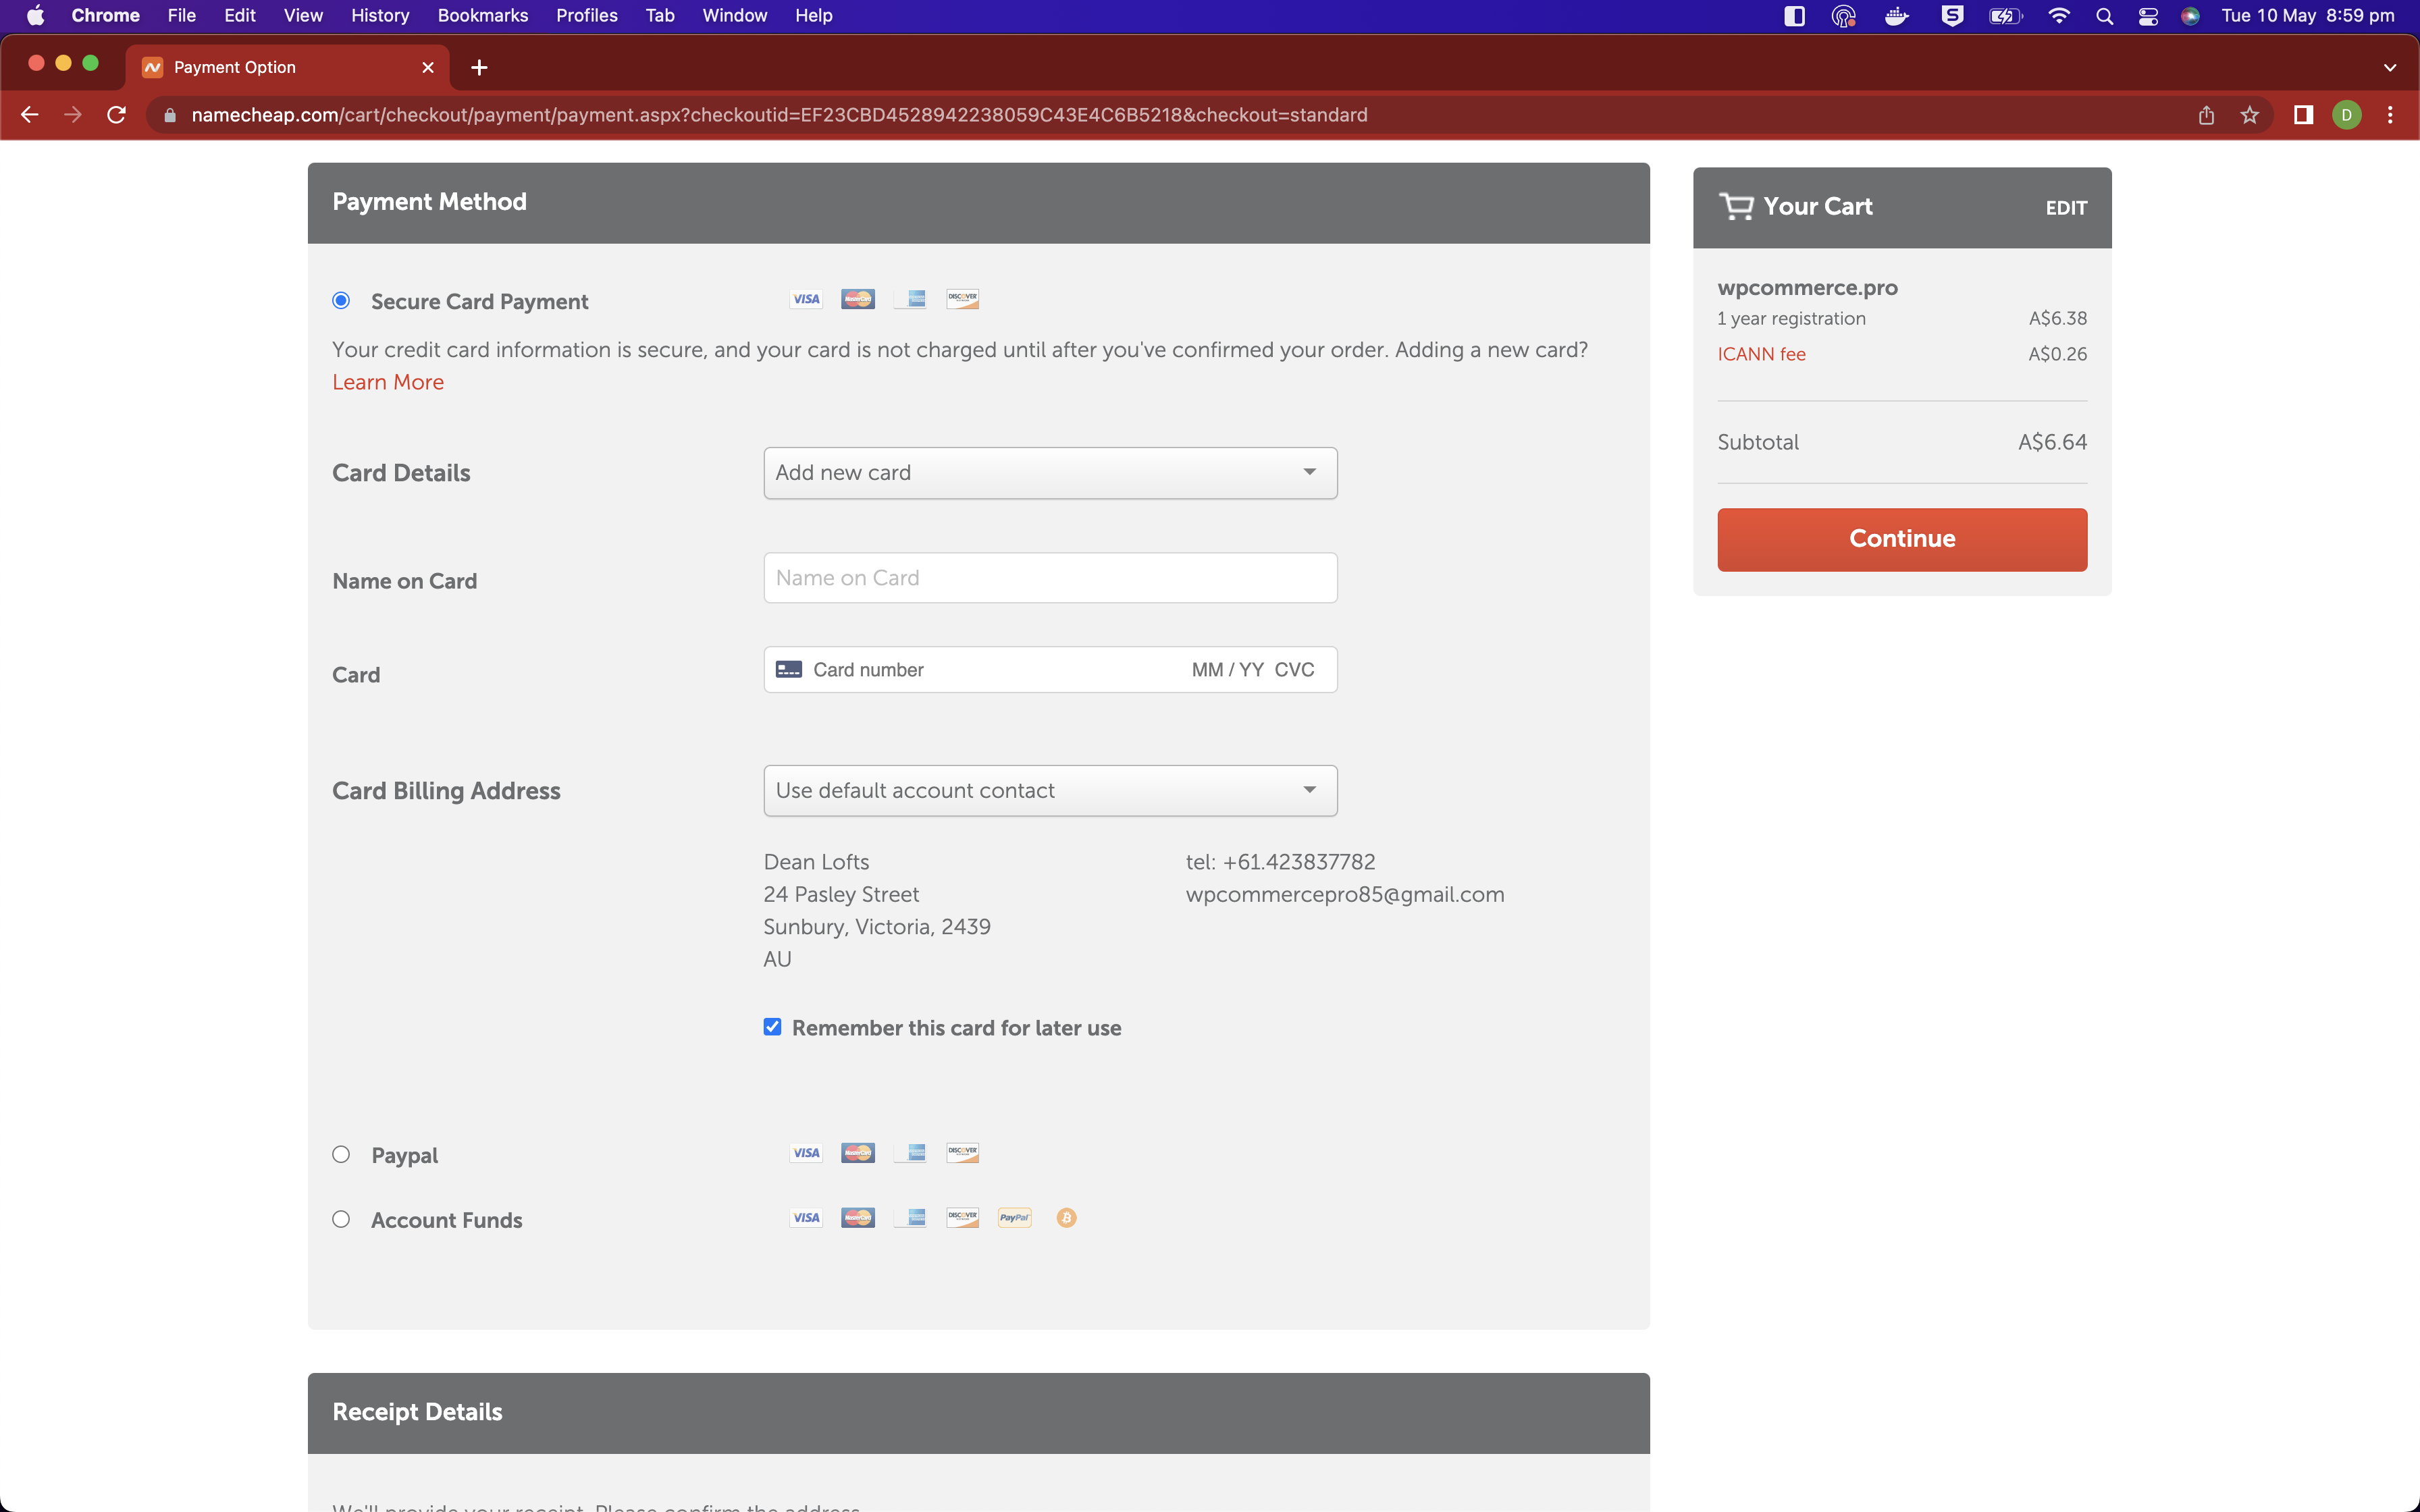 Chrome File Edit View History Bookmarks Profiles Tab Window Help
Tue 10 May 8:59 pm
Payment Option
namecheap.com/cart/checkout/payment/payment.aspx?checkoutid=EF23CBD4528942238059C43E4C6B5218&checkout=standard
D
Payment Method
Secure Card Payment
VISA MasterCard DISCOVER
Your credit card information is secure, and your card is not charged until after you've confirmed your order. Adding a new card?
Learn More
Card Details
Add new card
Name on Card
Name on Card
Card
Card number MM / YY CVC
Card Billing Address
Use default account contact
Dean Lofts
24 Pasley Street
Sunbury, Victoria, 2439
AU
tel: +61.423837782
wpcommercepro85@gmail.com
Remember this card for later use
Paypal
VISA MasterCard DISCOVER
Account Funds
VISA MasterCard DISCOVER PayPal
Receipt Details
We'll provide your receipt. Please confirm the address
Your Cart EDIT
wpcommerce.pro
1 year registration A$6.38
ICANN fee A$0.26
Subtotal A$6.64
Continue